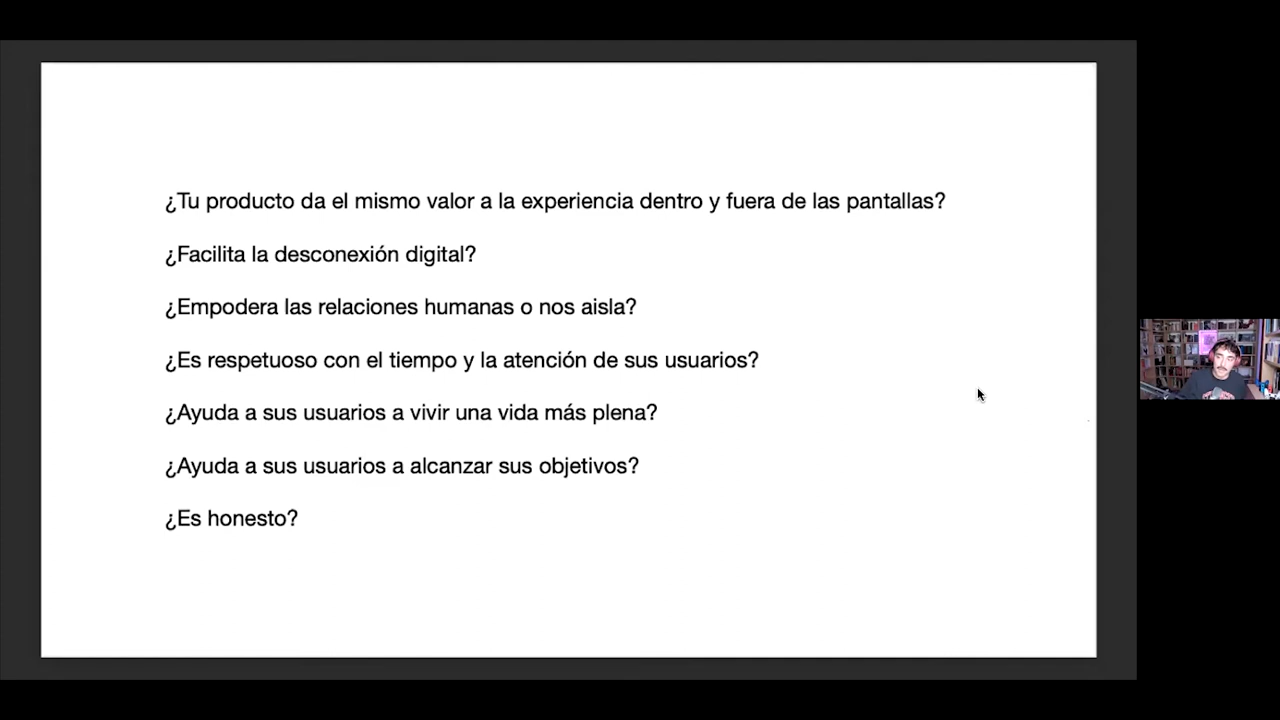 ¿Tu producto da el mismo valor a la experiencia dentro y fuera de las pantallas?
¿Facilita la desconexión digital?
¿Empodera las relaciones humanas o nos aisla?
¿Es respetuoso con el tiempo y la atención de sus usuarios?
¿Ayuda a sus usuarios a vivir una vida más plena?
¿Ayuda a sus usuarios a alcanzar sus objetivos?
¿Es honesto?